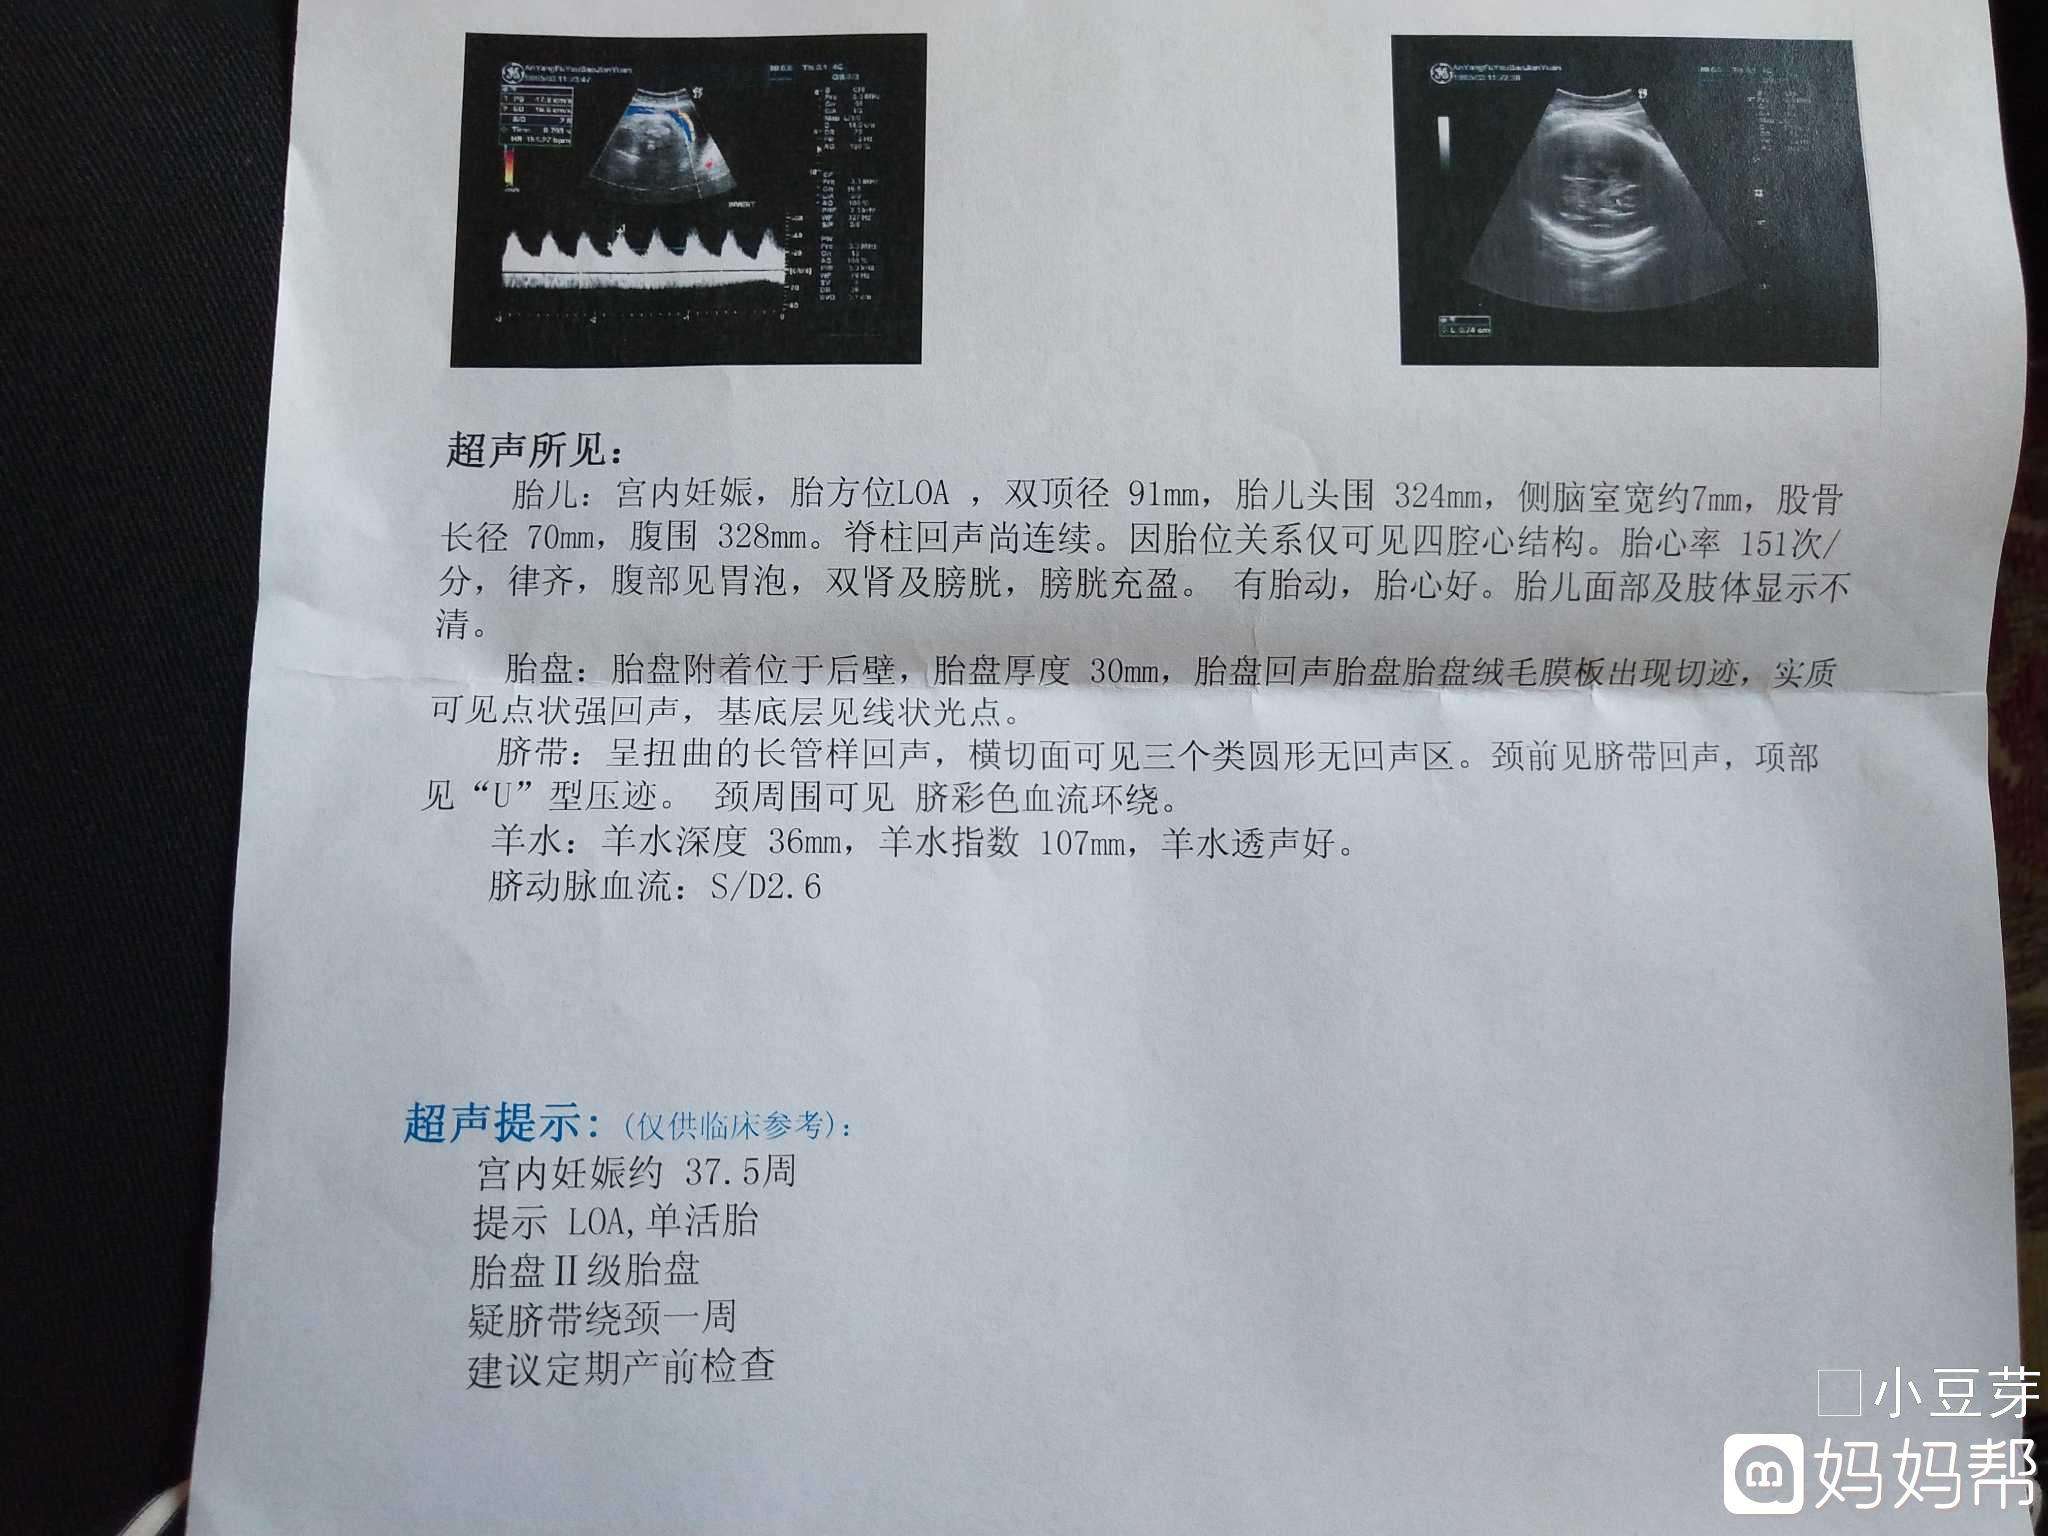 AnYangFuYouBaoJianYuan
AnYangFuYouBaoJianYuan
INVERT
超声所见：
胎儿：宫内妊娠，胎方位LOA ，双顶径 91mm，胎儿头围 324mm，侧脑室宽约7mm，股骨
长径 70mm，腹围 328mm。脊柱回声尚连续。因胎位关系仅可见四腔心结构。胎心率 151次/
分，律齐，腹部见胃泡，双肾及膀胱，膀胱充盈。 有胎动，胎心好。胎儿面部及肢体显示不
清。
胎盘：胎盘附着位于后壁，胎盘厚度 30mm，胎盘回声胎盘胎盘绒毛膜板出现切迹，实质
可见点状强回声，基底层见线状光点。
脐带：呈扭曲的长管样回声，横切面可见三个类圆形无回声区。颈前见脐带回声，项部
见“U”型压迹。 颈周围可见 脐彩色血流环绕。
羊水：羊水深度 36mm，羊水指数 107mm，羊水透声好。
脐动脉血流：S/D2.6
超声提示：（仅供临床参考）：
宫内妊娠约 37.5周
提示 LOA,单活胎
胎盘Ⅱ级胎盘
疑脐带绕颈一周
建议定期产前检查
小豆芽
妈妈帮